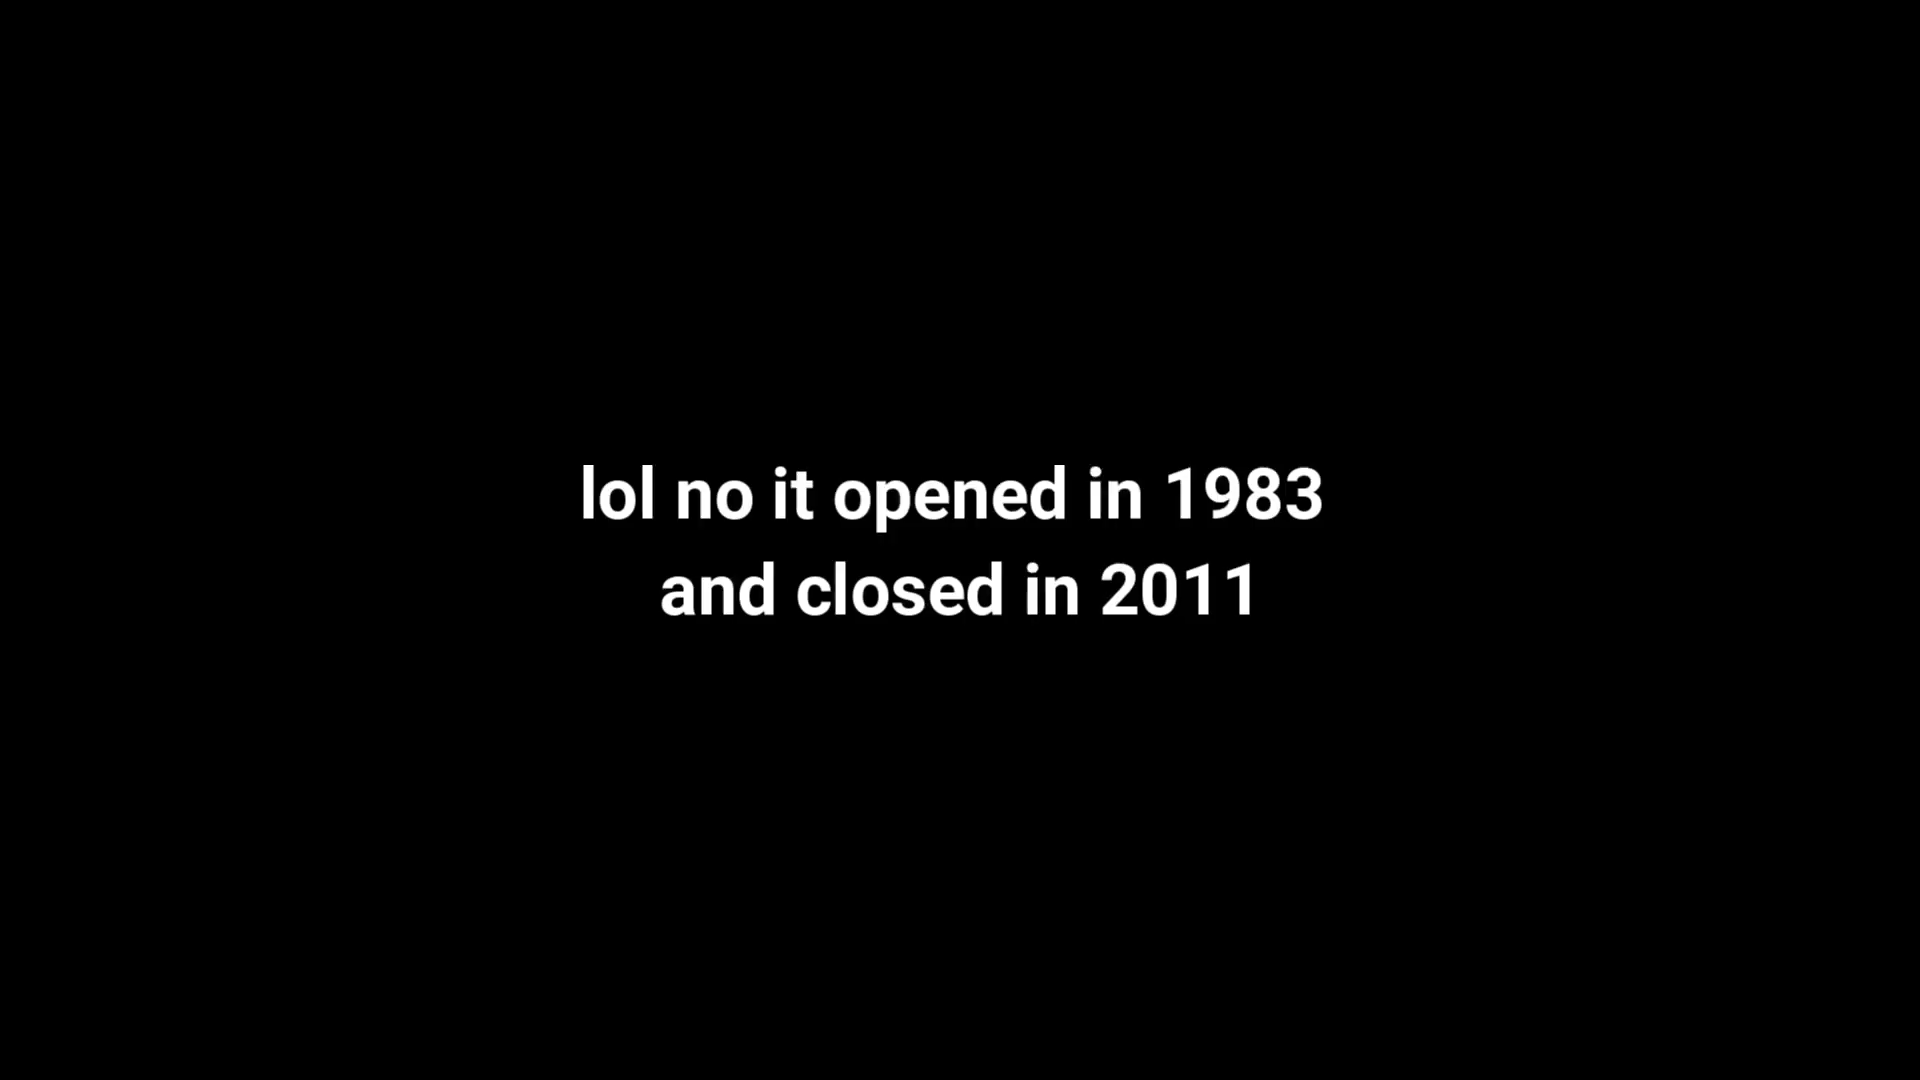 lol no it opened in 1983
and closed in 2011